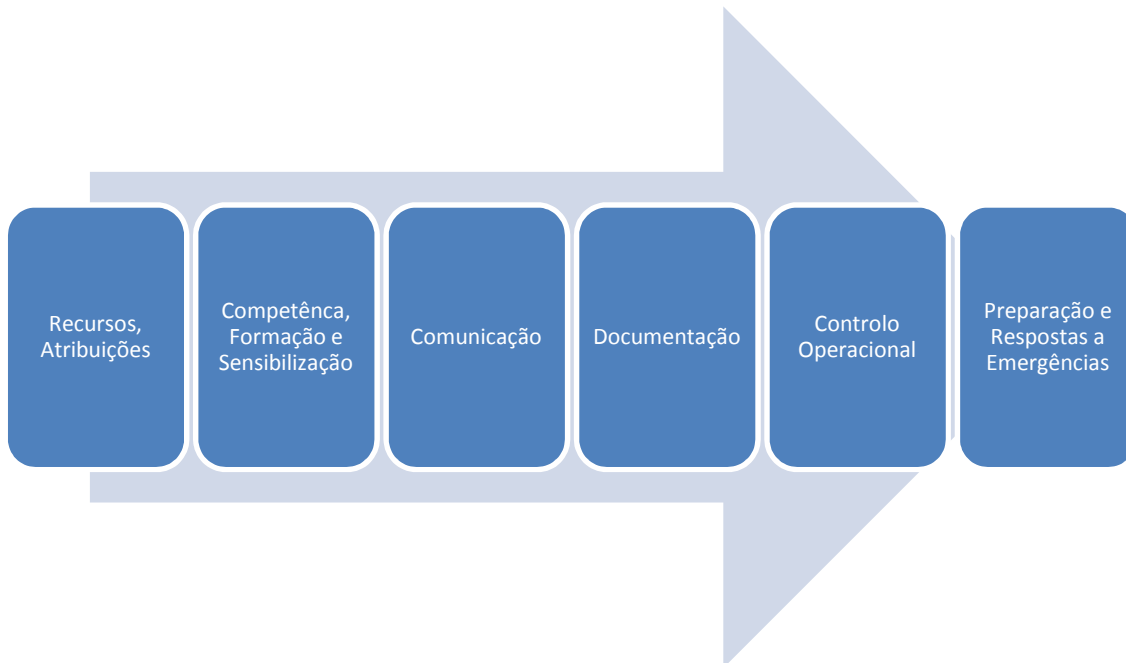 Recursos,
Atribuições
Competênca,
Formação e
Sensibilização
Comunicação
Documentação
Controlo
Operacional
Preparação e
Respostas a
Emergências